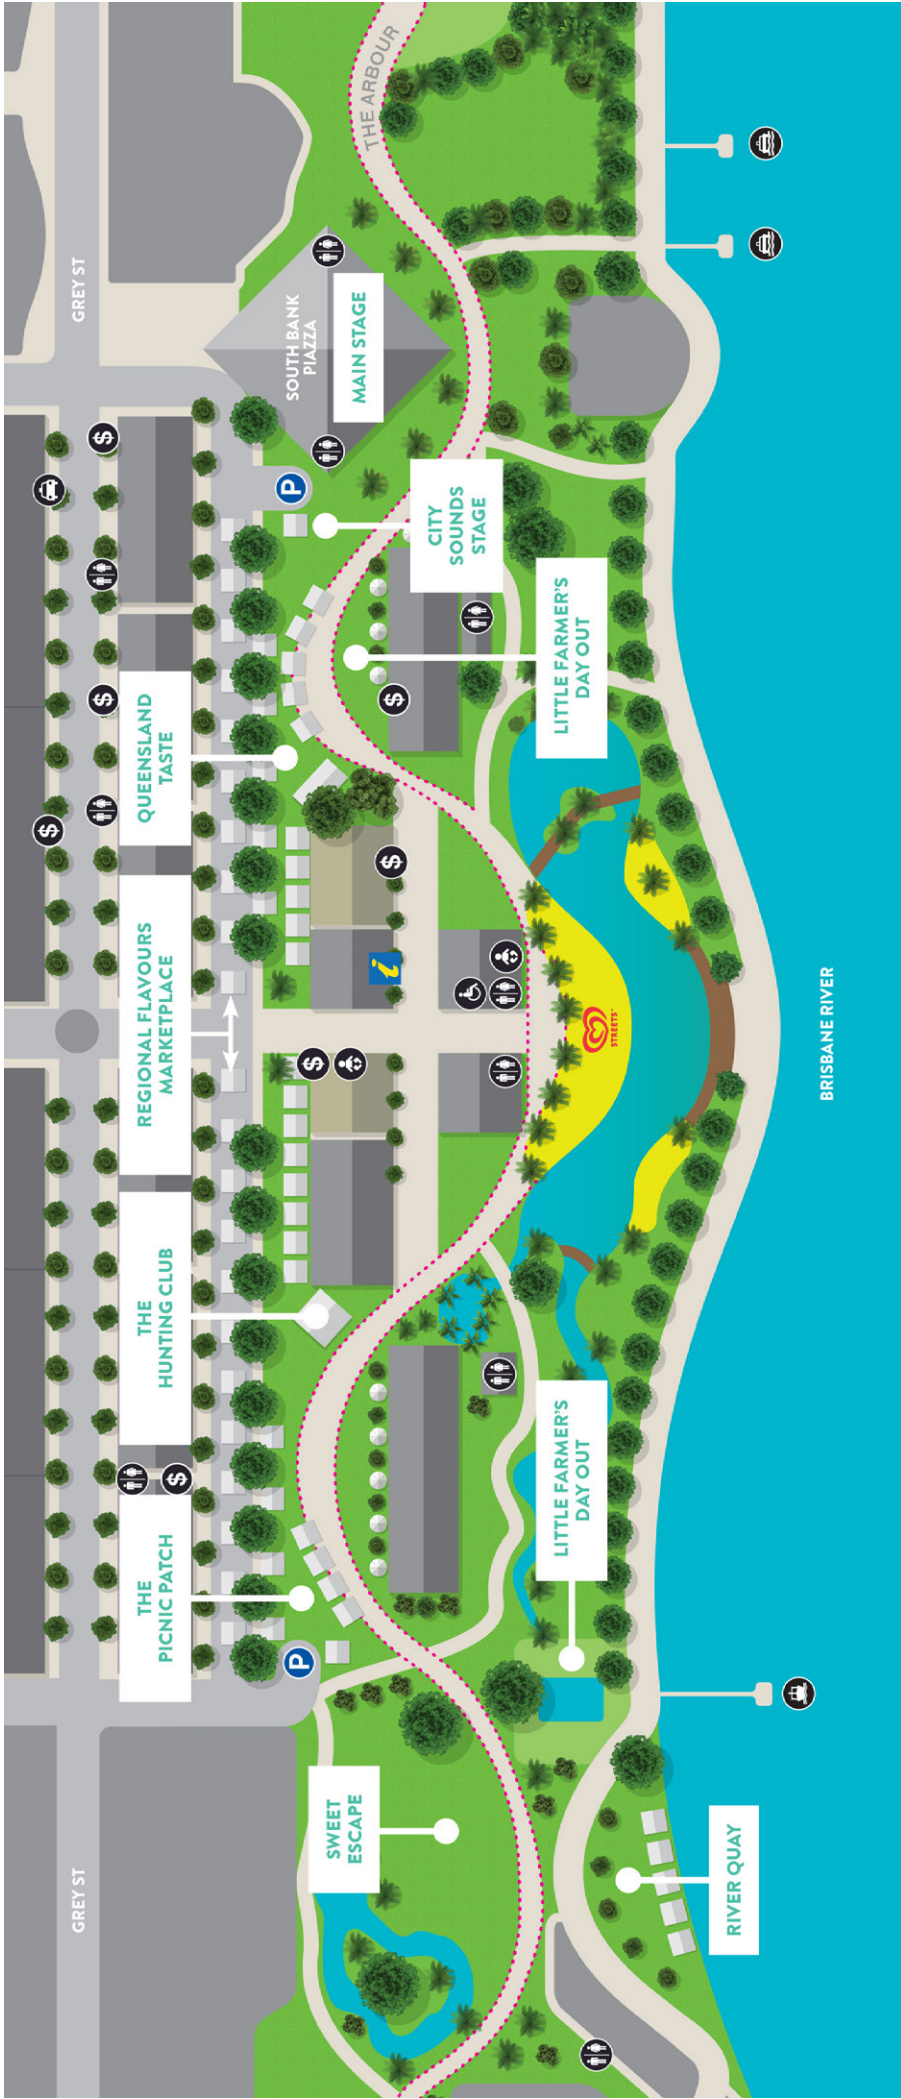 THE ARBOUR
GREY ST
SOUTH BANK
PIAZZA
MAIN STAGE
CITY
SOUNDS
STAGE
LITTLE FARMER'S
DAY OUT
QUEENSLAND
TASTE
REGIONAL FLAVOURS
MARKETPLACE
STREETS
BRISBANE RIVER
THE
HUNTING CLUB
LITTLE FARMER'S
DAY OUT
THE
PICNIC PATCH
SWEET
ESCAPE
RIVER QUAY
GREY ST
P
P
i
$
$
$
$
$
$
$